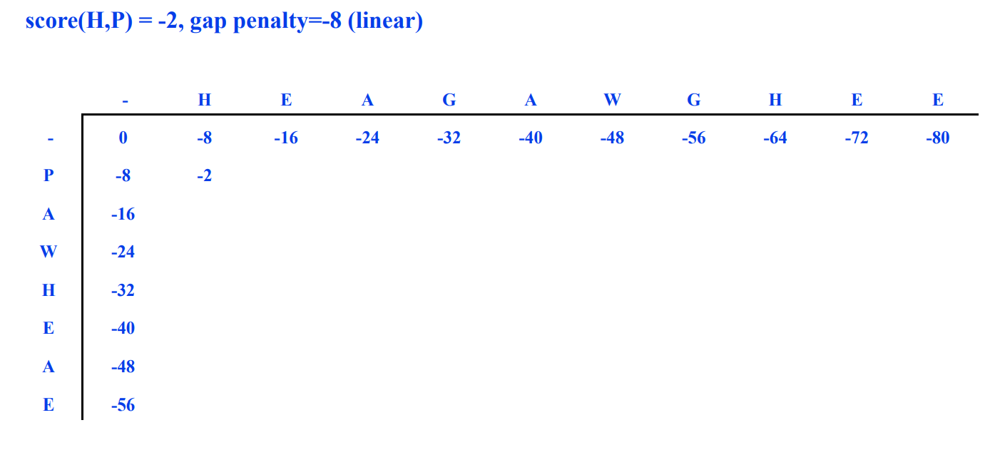 score(H,P) = -2, gap penalty=-8 (linear)
- H E A G A W G H E E
- 0 -8 -16 -24 -32 -40 -48 -56 -64 -72 -80
P -8 -2
A -16
W -24
H -32
E -40
A -48
E -56